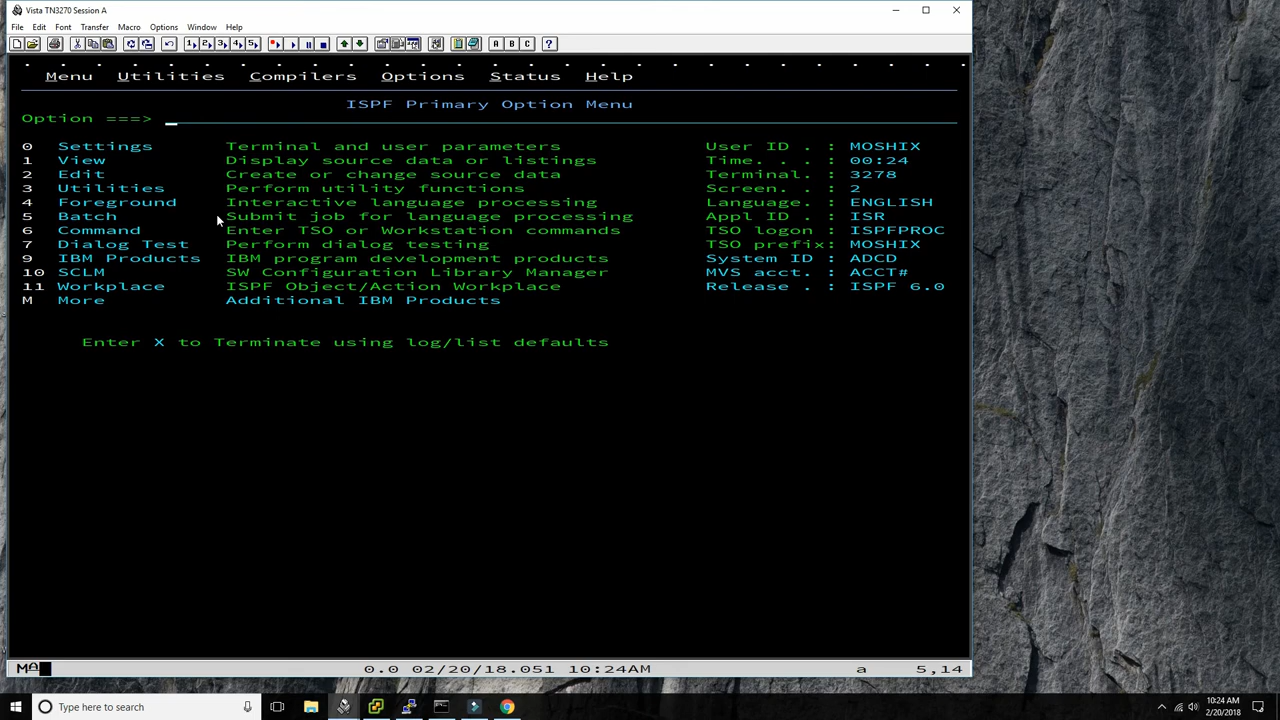 Vista TN3270 Session A
File Edit Font Transfer Macro Options Window Help
1 2 3 4 5 A B C ?
Menu Utilities Compilers Options Status Help
ISPF Primary Option Menu
Option ===>
0 Settings Terminal and user parameters User ID . : MOSHIX
1 View Display source data or listings Time. . . : 00:24
2 Edit Create or change source data Terminal. : 3278
3 Utilities Perform utility functions Screen. . : 2
4 Foreground Interactive language processing Language. : ENGLISH
5 Batch Submit job for language processing Appl ID . : ISR
6 Command Enter TSO or Workstation commands TSO logon : ISPFPROC
7 Dialog Test Perform dialog testing TSO prefix: MOSHIX
9 IBM Products IBM program development products System ID : ADCD
10 SCLM SW Configuration Library Manager MVS acct. : ACCT#
11 Workplace ISPF Object/Action Workplace Release . : ISPF 6.0
M More Additional IBM Products
Enter X to Terminate using log/list defaults
MA 0.0 02/20/18.051 10:24AM a 5,14
Type here to search
10:24 AM
2/20/2018